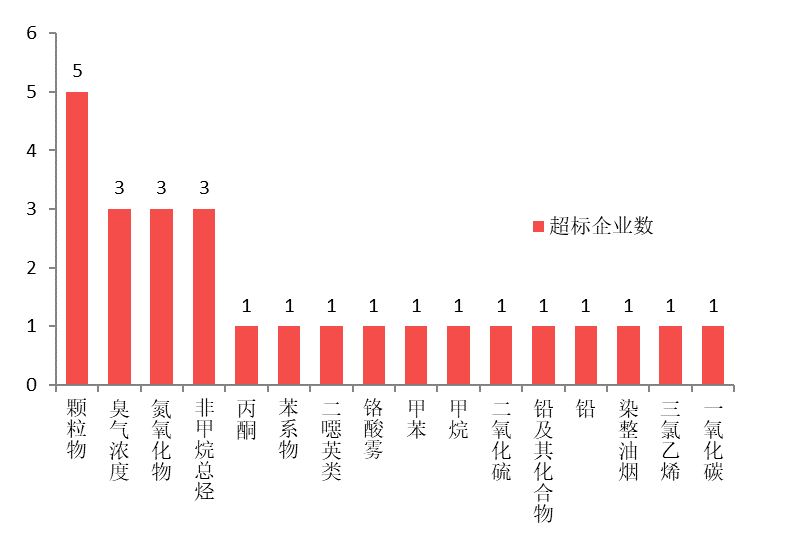 6
5
4
3
2
1
0
5
3
3
3
1
1
1
1
1
1
1
1
1
1
1
1
超标企业数
颗粒物
臭气浓度
氮氧化物
非甲烷总烃
丙酮
苯系物
二噁英类
铬酸雾
甲苯
甲烷
二氧化硫
铅及其化合物
铅
染整油烟
三氯乙烯
一氧化碳